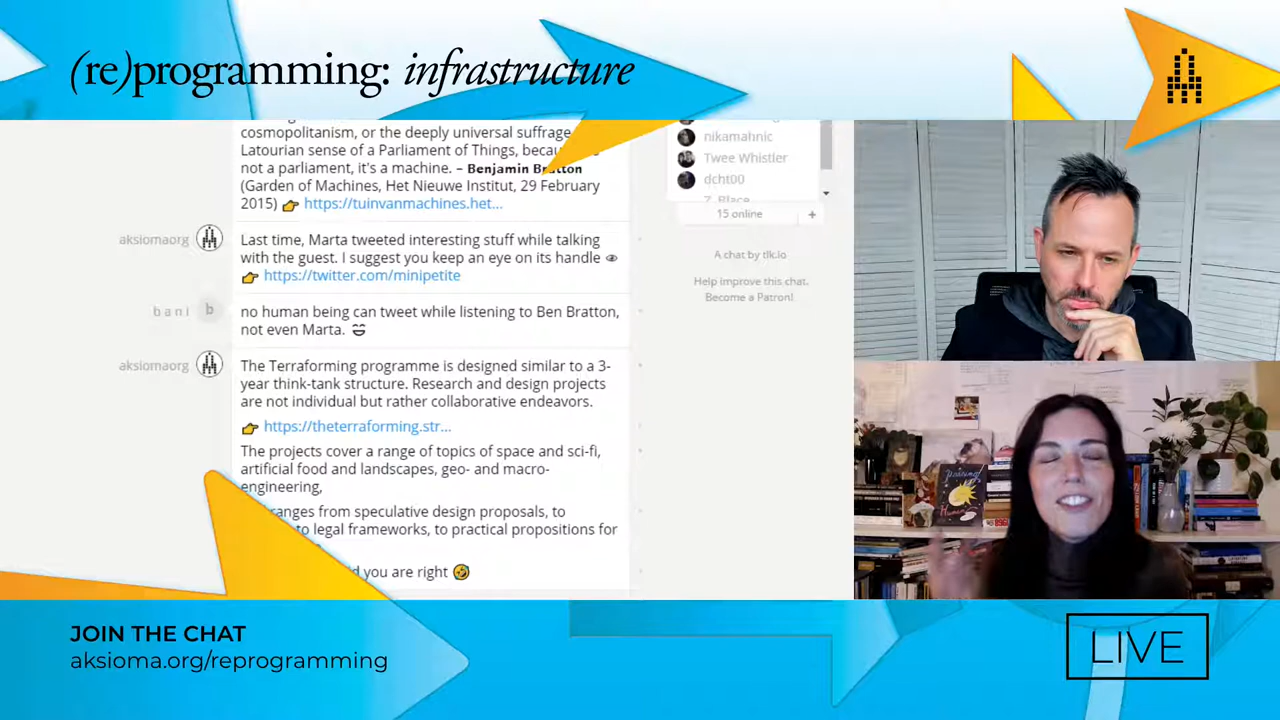 (re)programming: infrastructure
cosmopolitanism, or the deeply universal suffrage
Latourian sense of a Parliament of Things,
not a parliament, it's a machine. – Benjamin Bratton
(Garden of Machines, Het Nieuwe Institut, 29 February
2015) 👉 https://tuinvanmachines.het...
aksiomaorg
Last time, Marta tweeted interesting stuff while talking
with the guest. I suggest you keep an eye on its handle 👁
👉 https://twitter.com/minipetite
b a n i
b
no human being can tweet while listening to Ben Bratton,
not even Marta. 😄
aksiomaorg
The Terraforming programme is designed similar to a 3-
year think-tank structure. Research and design projects
are not individual but rather collaborative endeavors.
👉 https://theterraforming.str...
The projects cover a range of topics of space and sci-fi,
artificial food and landscapes, geo- and macro-
engineering,
ranges from speculative design proposals, to
to legal frameworks, to practical propositions for
you are right 🤣
nikamahnic
Twee Whistler
dcht00
Z. Blace
15 online
+
A chat by tlk.io
Help improve this chat.
Become a Patron!
JOIN THE CHAT
aksioma.org/reprogramming
LIVE